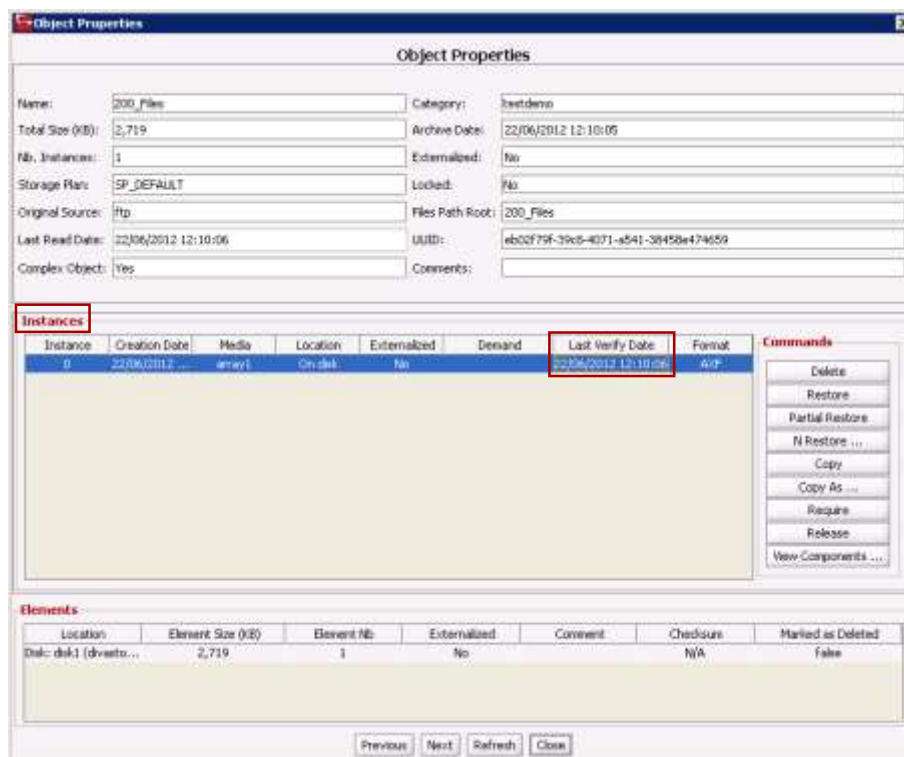 Object Properties
Object Properties
Name: 200_Files Category: testdemo
Total Size (KB): 2,719 Archive Date: 22/06/2012 12:10:05
Nb. Instances: 1 Externalized: No
Storage Plan: SP_DEFAULT Locked: No
Original Source: ftp Files Path Root: 200_Files
Last Read Date: 22/06/2012 12:10:06 UUID: eb02f79f-39c6-4071-a541-38458e474659
Complex Object: Yes Comments:
Instances
Instance Creation Date Media Location Externalized Demand Last Verify Date Format
0 22/06/2012 ... array1 On disk No 22/06/2012 12:10:06 AXF
Commands
Delete
Restore
Partial Restore
N Restore ...
Copy
Copy As ...
Require
Release
View Components ...
Elements
Location Element Size (KB) Element Nb Externalized Comment Checksum Marked as Deleted
Disk: disk1 (divasto... 2,719 1 No N/A False
Previous Next Refresh Close